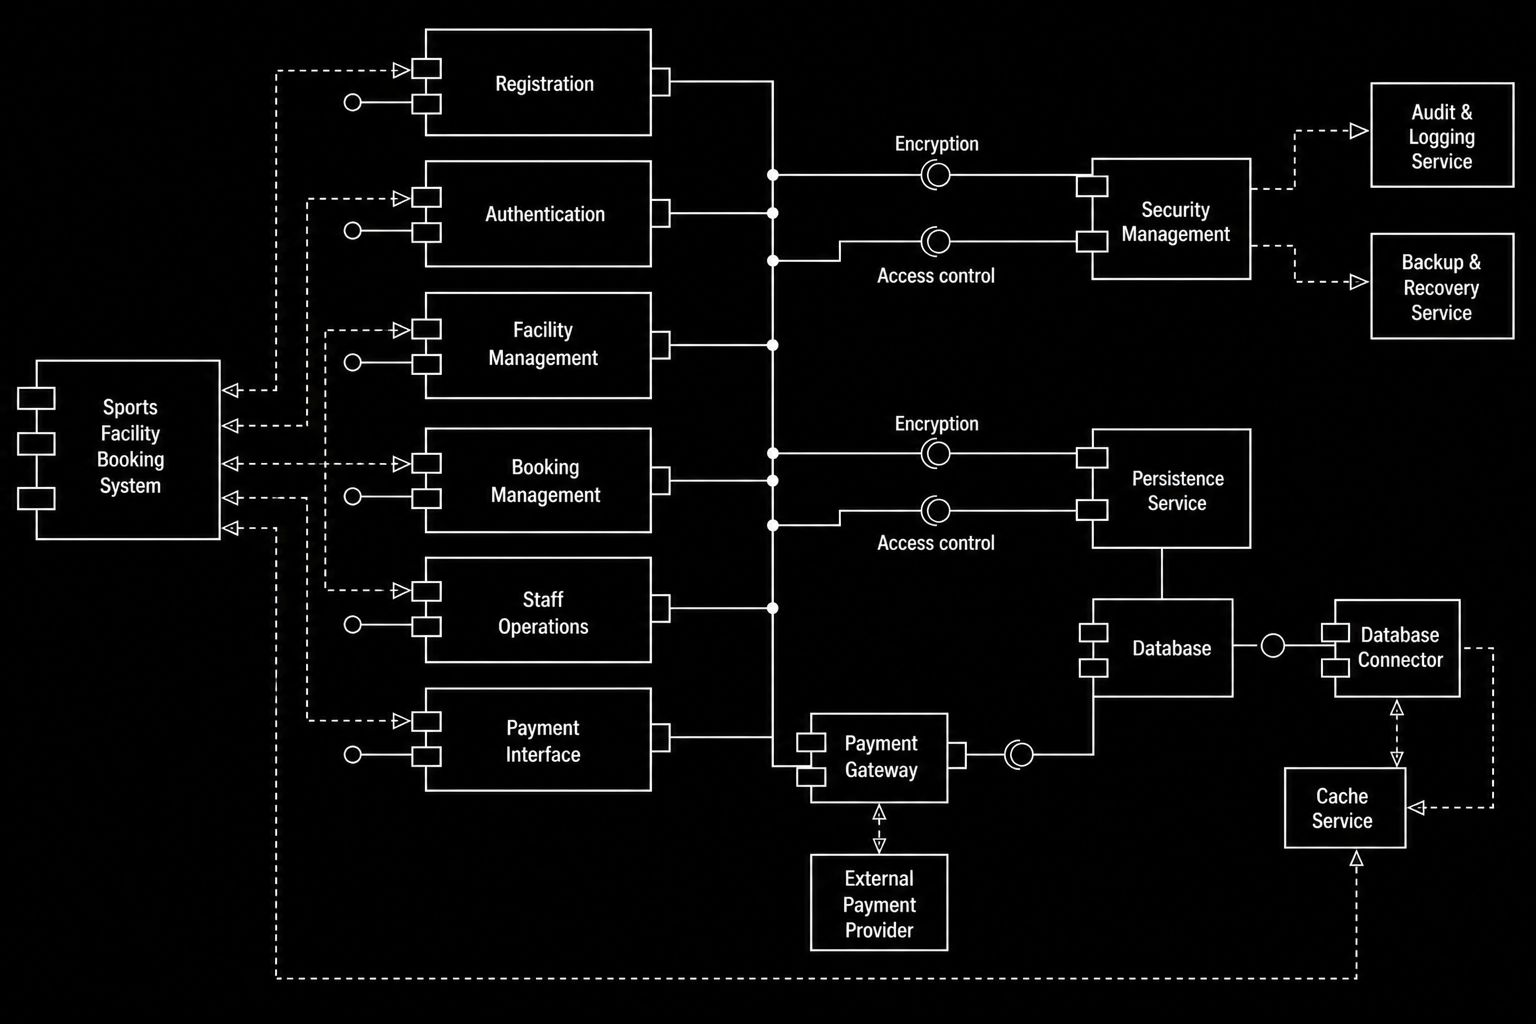 Registration
Authentication
Facility
Management
Booking
Management
Staff
Operations
Payment
Interface
Sports
Facility
Booking
System
Encryption
Access control
Security
Management
Audit &
Logging
Service
Backup &
Recovery
Service
Encryption
Access control
Persistence
Service
Database
Database
Connector
Payment
Gateway
Cache
Service
External
Payment
Provider